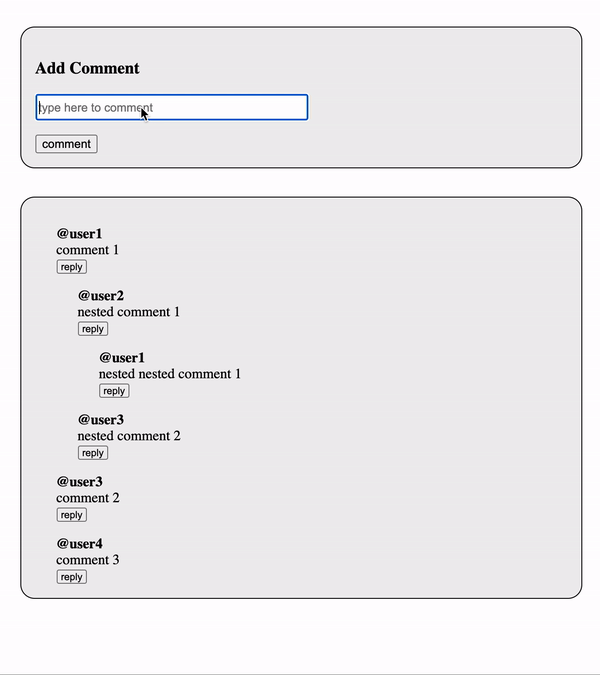 Add Comment
type here to comment
comment
@user1
comment 1
reply
@user2
nested comment 1
reply
@user1
nested nested comment 1
reply
@user3
nested comment 2
reply
@user3
comment 2
reply
@user4
comment 3
reply